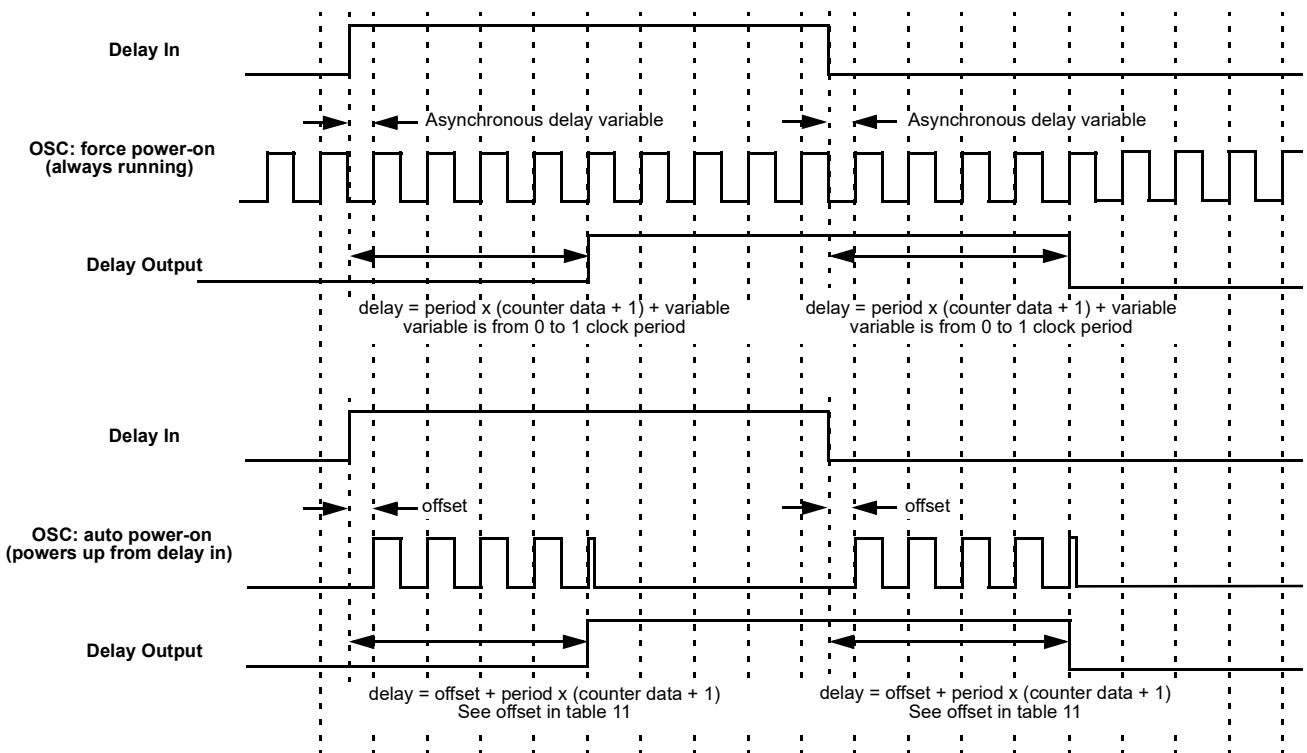 Delay In
Asynchronous delay variable
Asynchronous delay variable
OSC: force power-on
(always running)
Delay Output
delay = period x (counter data + 1) + variable
variable is from 0 to 1 clock period
delay = period x (counter data + 1) + variable
variable is from 0 to 1 clock period
Delay In
offset
offset
OSC: auto power-on
(powers up from delay in)
Delay Output
delay = offset + period x (counter data + 1)
See offset in table 11
delay = offset + period x (counter data + 1)
See offset in table 11